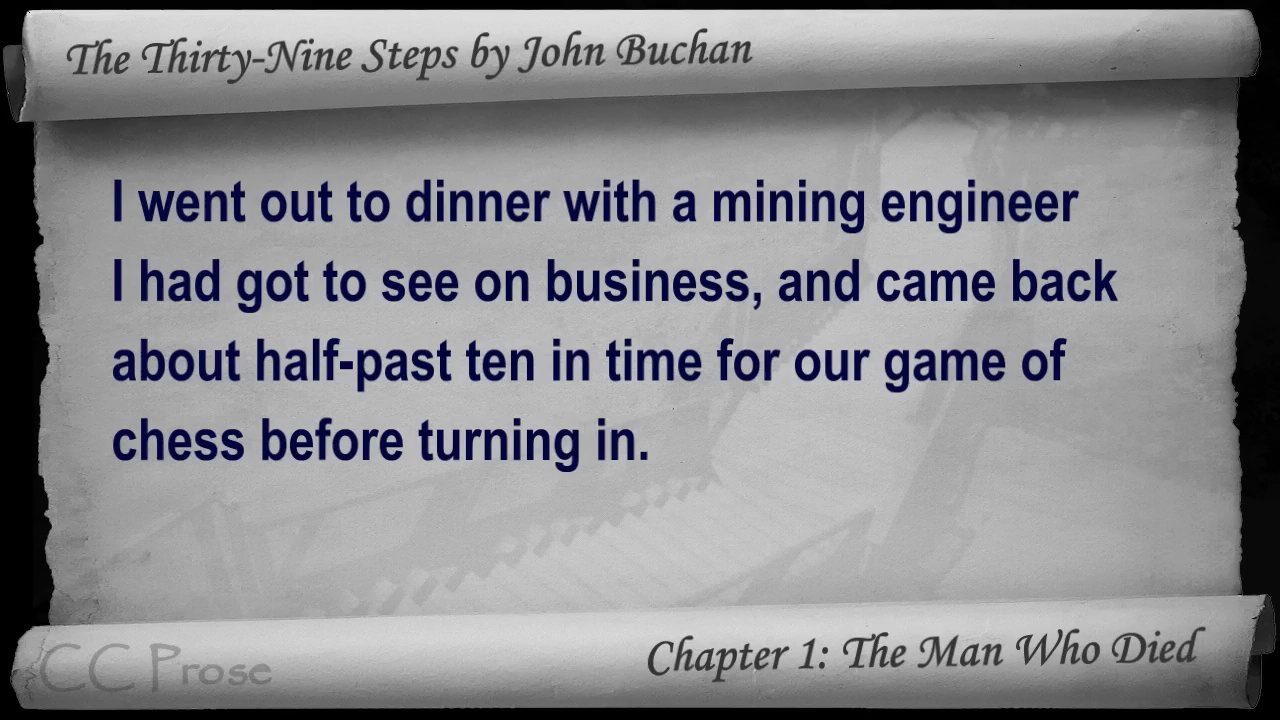 The Thirty-Nine Steps by John Buchan
I went out to dinner with a mining engineer
I had got to see on business, and came back
about half-past ten in time for our game of
chess before turning in.
CC Prose
Chapter 1: The Man Who Died